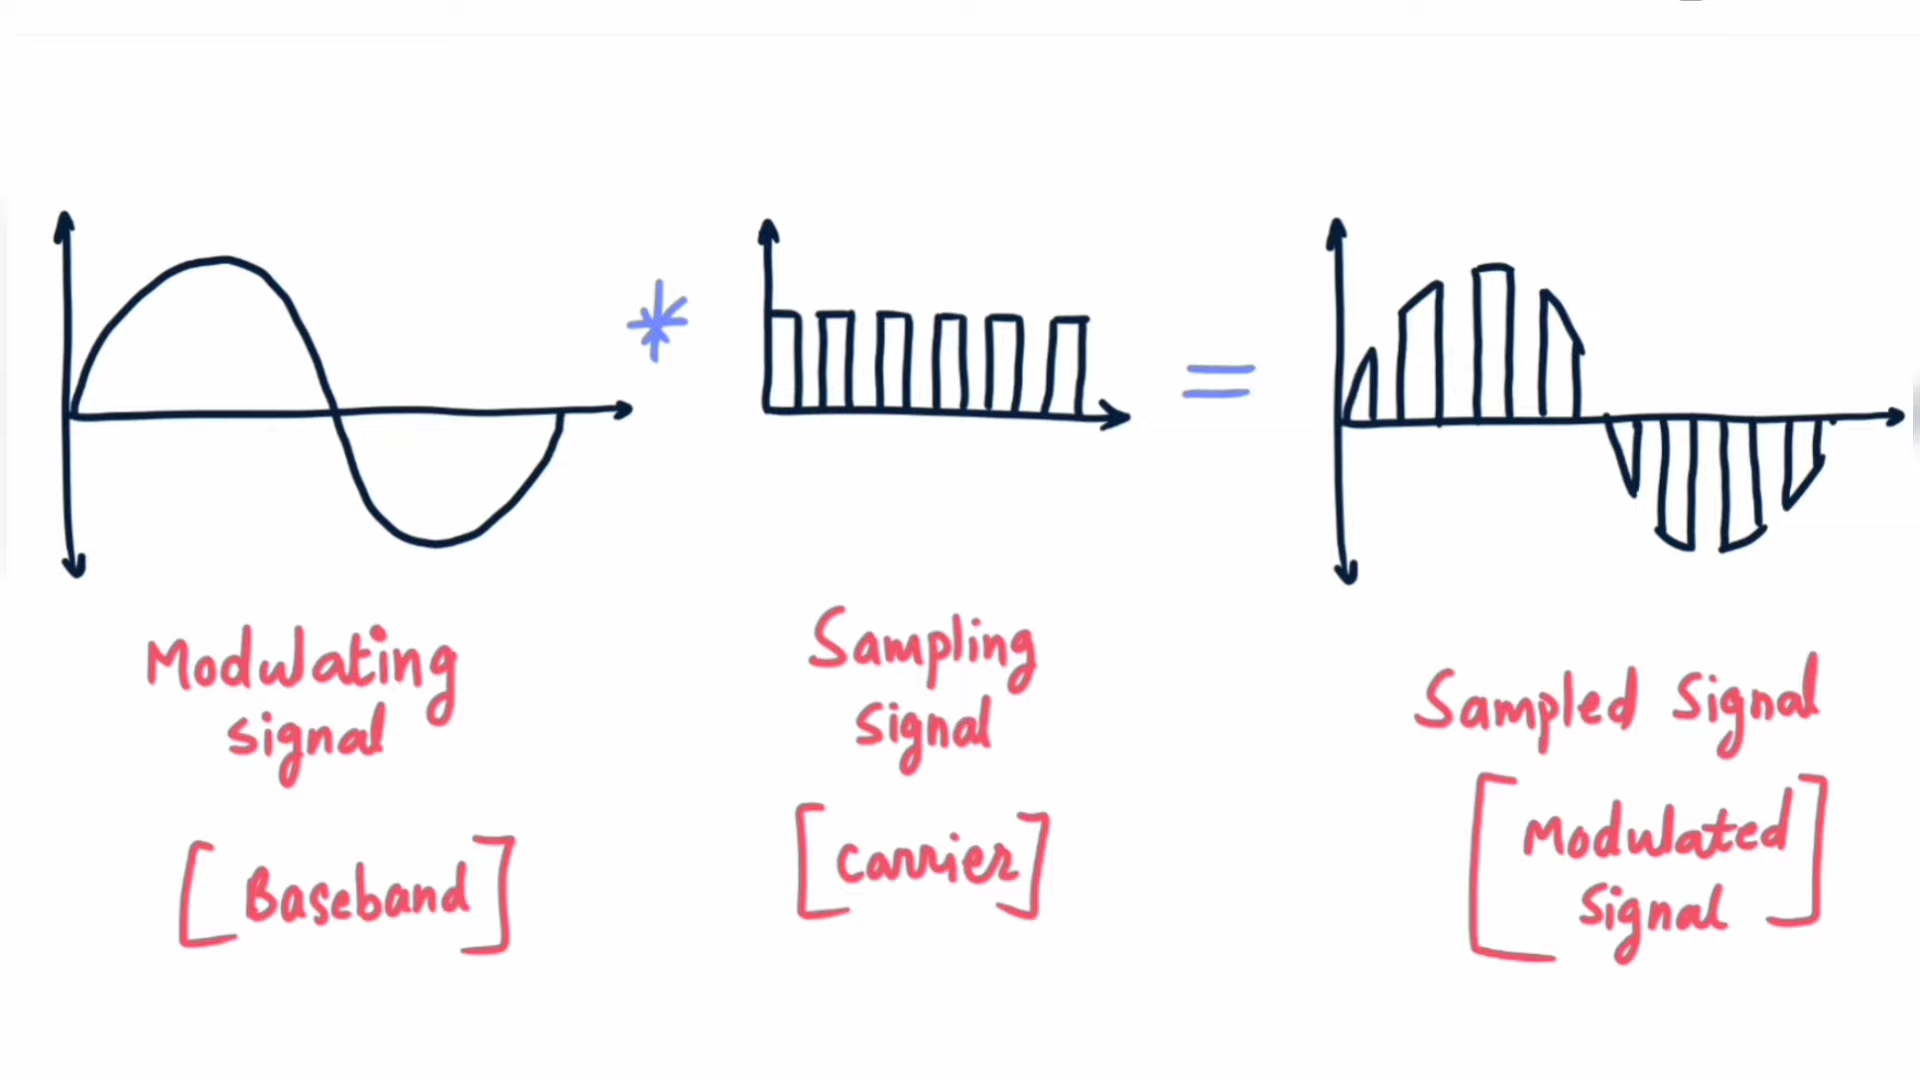 *
=
Modulating
signal
[Baseband]
Sampling
signal
[carrier]
Sampled Signal
[Modulated
Signal]